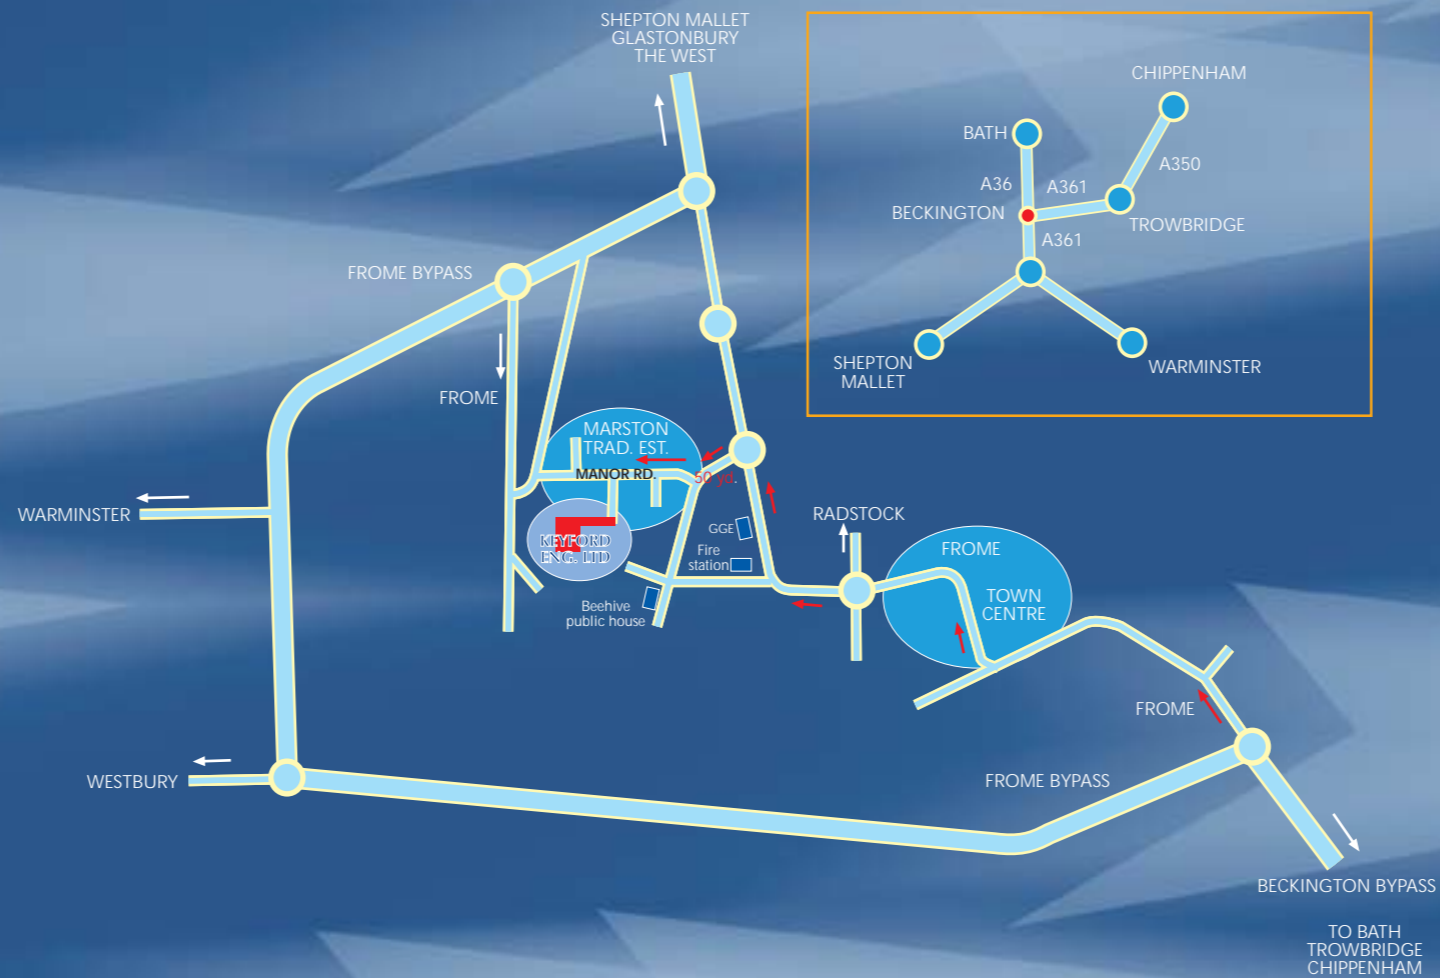 SHEPTON MALLET
GLASTONBURY
THE WEST
CHIPPENHAM
BATH
A350
A36
A361
BECKINGTON
TROWBRIDGE
A361
SHEPTON
MALLET
WARMINSTER
FROME BYPASS
FROME
MARSTON
TRAD. EST.
MANOR RD.
50 yd.
WARMINSTER
KEYFORD
ENG. LTD
GGE
Fire
station
Beehive
public house
RADSTOCK
FROME
TOWN
CENTRE
FROME
WESTBURY
FROME BYPASS
BECKINGTON BYPASS
TO BATH
TROWBRIDGE
CHIPPENHAM